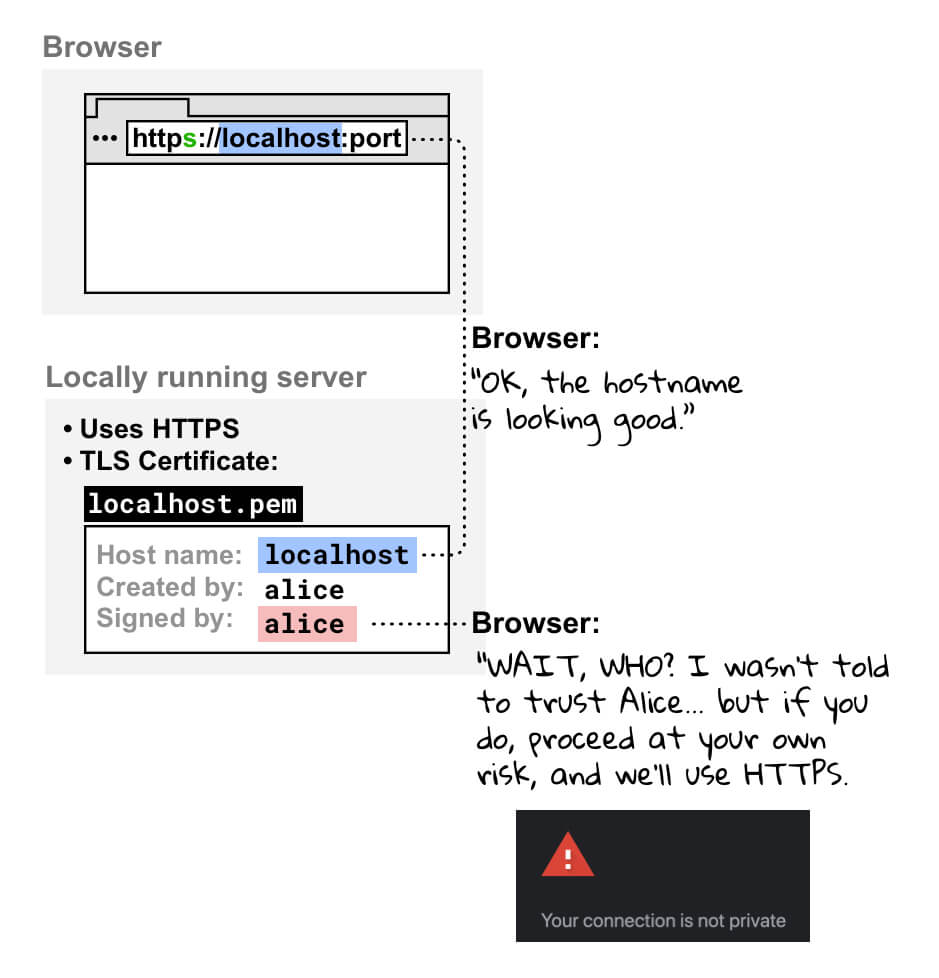 Browser
••• https://localhost:port
Browser:
"OK, the hostname
is looking good."
Locally running server
• Uses HTTPS
• TLS Certificate:
localhost.pem
Host name: localhost
Created by: alice
Signed by: alice
Browser:
"WAIT, WHO? I wasn't told
to trust Alice... but if you
do, proceed at your own
risk, and we'll use HTTPS.
!
Your connection is not private